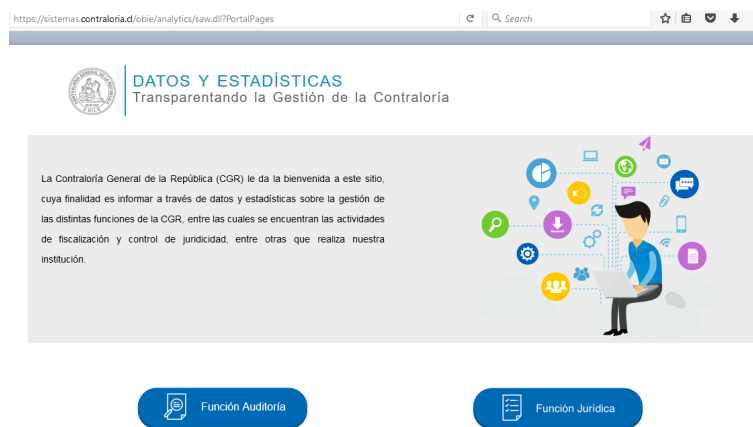 https://sistemas.contraloria.cl/obie/analytics/saw.dll?PortalPages
Search
DATOS Y ESTADÍSTICAS
Transparentando la Gestión de la Contraloría
La Contraloría General de la República (CGR) le da la bienvenida a este sitio,
cuya finalidad es informar a través de datos y estadísticas sobre la gestión de
las distintas funciones de la CGR, entre las cuales se encuentran las actividades
de fiscalización y control de juridicidad, entre otras que realiza nuestra
institución.
Función Auditoría
Función Jurídica